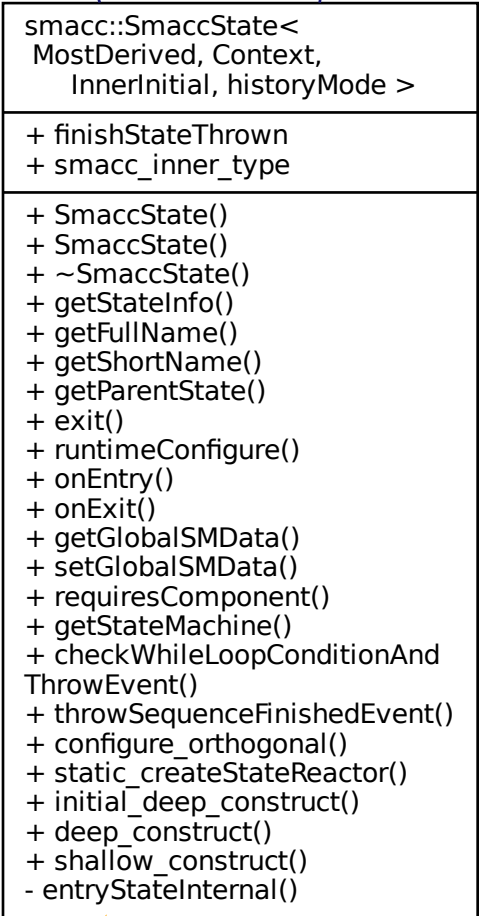 smacc::SmaccState<
MostDerived, Context,
InnerInitial, historyMode >
+ finishStateThrown
+ smacc_inner_type
+ SmaccState()
+ SmaccState()
+ ~SmaccState()
+ getStateInfo()
+ getFullName()
+ getShortName()
+ getParentState()
+ exit()
+ runtimeConfigure()
+ onEntry()
+ onExit()
+ getGlobalSMData()
+ setGlobalSMData()
+ requiresComponent()
+ getStateMachine()
+ checkWhileLoopConditionAnd
ThrowEvent()
+ throwSequenceFinishedEvent()
+ configure_orthogonal()
+ static_createStateReactor()
+ initial_deep_construct()
+ deep_construct()
+ shallow_construct()
- entryStateInternal()